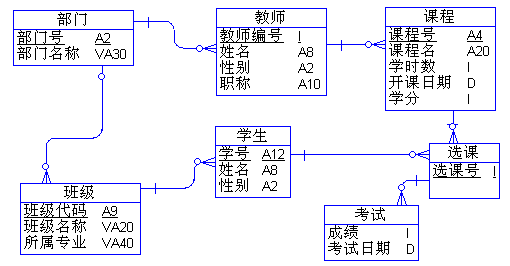 部门
部门号 A2
部门名称 VA30
教师
教师编号 I
姓名 A8
性别 A2
职称 A10
课程
课程号 A4
课程名 A20
学时数 I
开课日期 D
学分 I
学生
学号 A12
姓名 A8
性别 A2
选课
选课号 I
班级
班级代码 A9
班级名称 VA20
所属专业 VA40
考试
成绩 I
考试日期 D